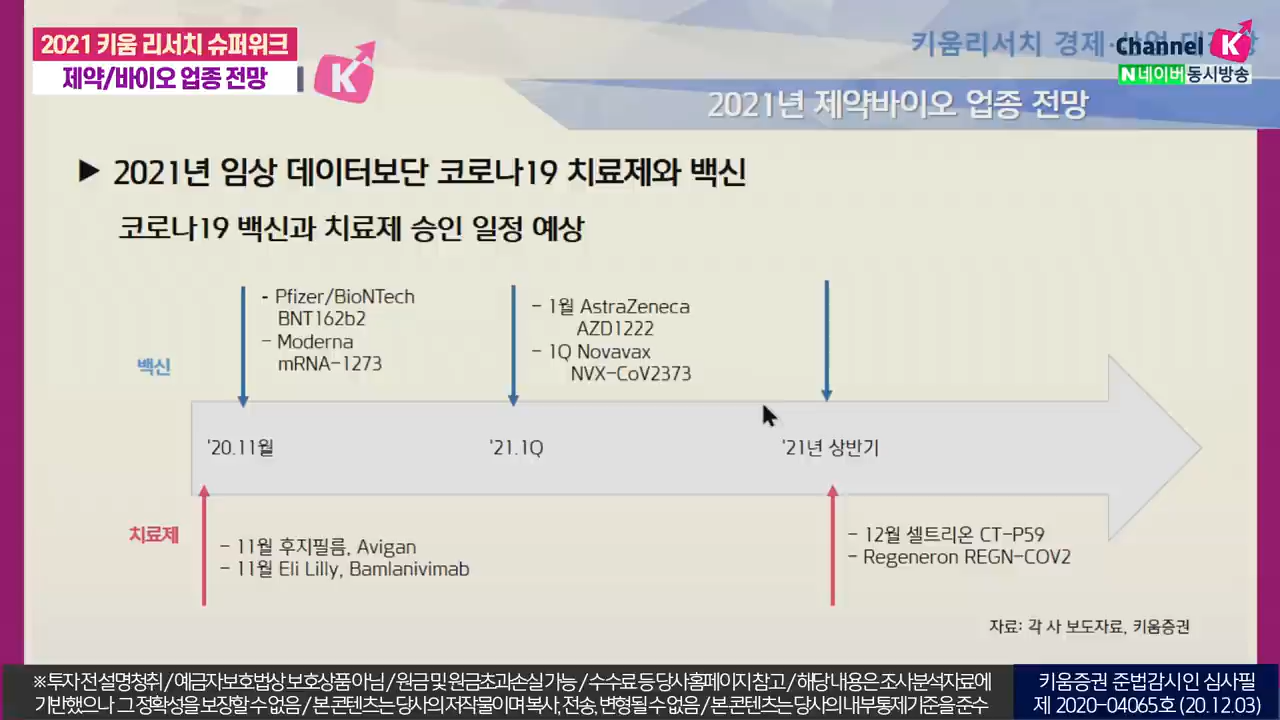 2021 키움 리서치 슈퍼위크
제약/바이오 업종 전망
K
키움리서치 경제·산업 대전망
Channel K
N 네이버 동시방송
2021년 제약바이오 업종 전망
▶ 2021년 임상 데이터보단 코로나19 치료제와 백신
코로나19 백신과 치료제 승인 일정 예상
- Pfizer/BioNTech
BNT162b2
- Moderna
mRNA-1273
- 1월 AstraZeneca
AZD1222
- 1Q Novavax
NVX-CoV2373
백신
'20.11월
'21.1Q
'21년 상반기
치료제
- 11월 후지필름, Avigan
- 11월 Eli Lilly, Bamlanivimab
- 12월 셀트리온 CT-P59
- Regeneron REGN-COV2
자료: 각 사 보도자료, 키움증권
※ 투자 전 설명청취 / 예금자보호법상 보호상품 아님 / 원금 및 원금초과손실 가능 / 수수료 등 당사홈페이지 참고 / 해당 내용은 조사분석자료에
기반했으나 그 정확성을 보장할 수 없음 / 본 콘텐츠는 당사의 저작물이며 복사, 전송, 변형될 수 없음 / 본 콘텐츠는 당사의 내부통제기준을 준수
키움증권 준법감시인 심사필
제 2020-04065호 (20.12.03)